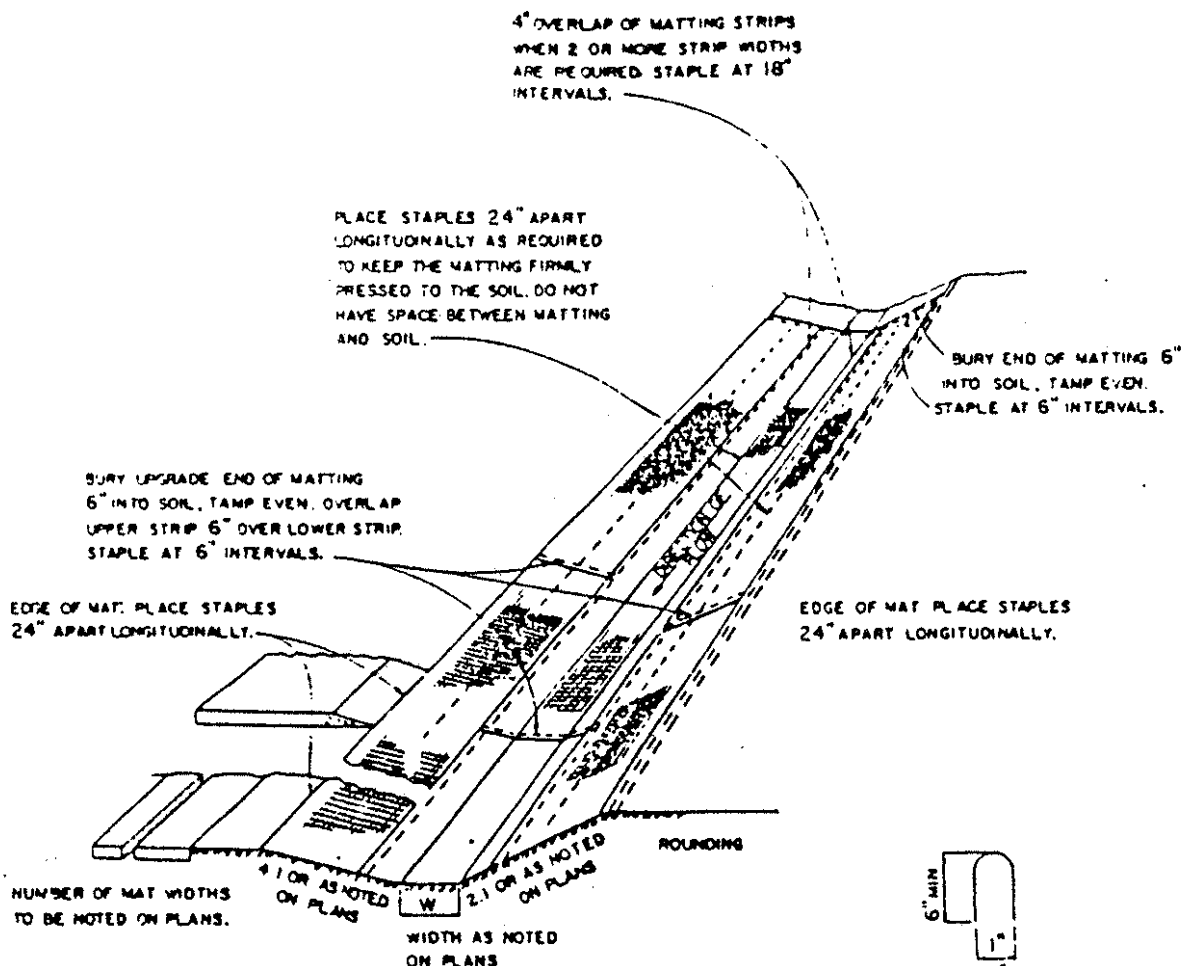 4" OVERLAP OF MATTING STRIPS
WHEN 2 OR MORE STRIP WIDTHS
ARE REQUIRED. STAPLE AT 18"
INTERVALS.
PLACE STAPLES 24" APART
LONGITUDINALLY AS REQUIRED
TO KEEP THE MATTING FIRMLY
PRESSED TO THE SOIL. DO NOT
HAVE SPACE BETWEEN MATTING
AND SOIL.
BURY END OF MATTING 6"
INTO SOIL, TAMP EVEN.
STAPLE AT 6" INTERVALS.
BURY UPGRADE END OF MATTING
6" INTO SOIL, TAMP EVEN. OVERLAP
UPPER STRIP 6" OVER LOWER STRIP.
STAPLE AT 6" INTERVALS.
DIRECTION OF
FLOW
EDGE OF MAT. PLACE STAPLES
24" APART LONGITUDINALLY.
EDGE OF MAT. PLACE STAPLES
24" APART LONGITUDINALLY.
ROUNDING
NUMBER OF MAT WIDTHS
TO BE NOTED ON PLANS.
4:1 OR AS NOTED
ON PLANS
W
2:1 OR AS NOTED
ON PLANS
WIDTH AS NOTED
ON PLANS
6" MIN
1"